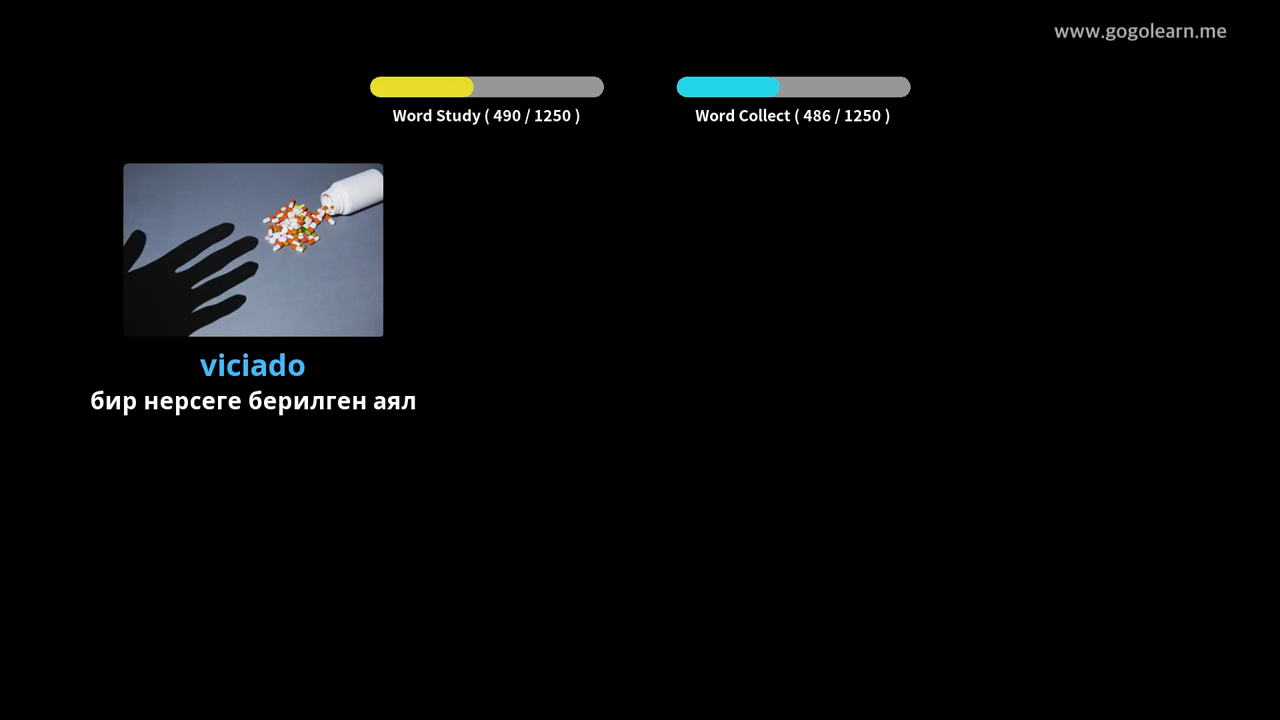 www.gogolearn.me
Word Study ( 490 / 1250 )
Word Collect ( 486 / 1250 )
viciado
бир нерсеге берилген аял